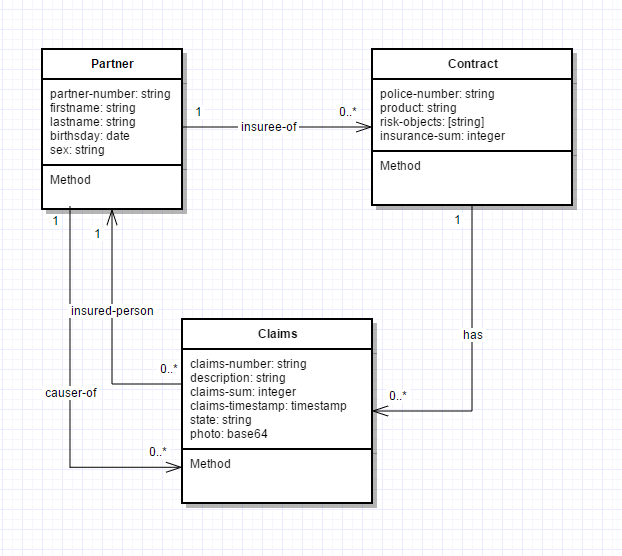 Partner
partner-number: string
firstname: string
lastname: string
birthsday: date
sex: string
Method
1
insuree-of
0..*
Contract
police-number: string
product: string
risk-objects: [string]
insurance-sum: integer
Method
1
1
1
insured-person
0..*
causer-of
0..*
Claims
claims-number: string
description: string
claims-sum: integer
claims-timestamp: timestamp
state: string
photo: base64
Method
has
0..*